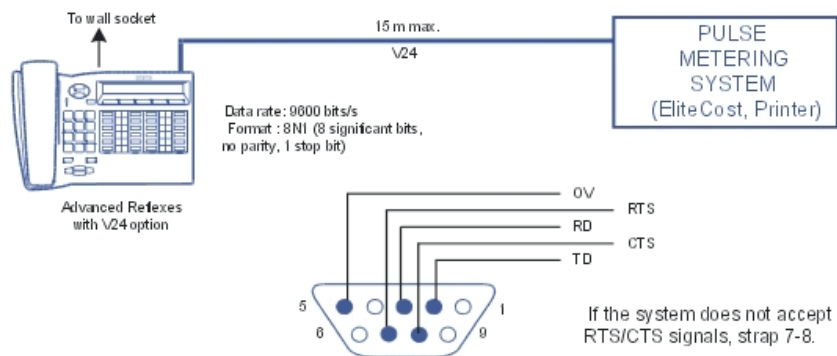 To wall socket
15 m max.
V24
PULSE
METERING
SYSTEM
(EliteCost, Printer)
Data rate: 9600 bits/s
Format : 8N1 (8 significant bits,
no parity, 1 stop bit)
Advanced Reflexes
with V24 option
0V
RTS
RD
CTS
TD
5
1
6
9
If the system does not accept
RTS/CTS signals, strap 7-8.